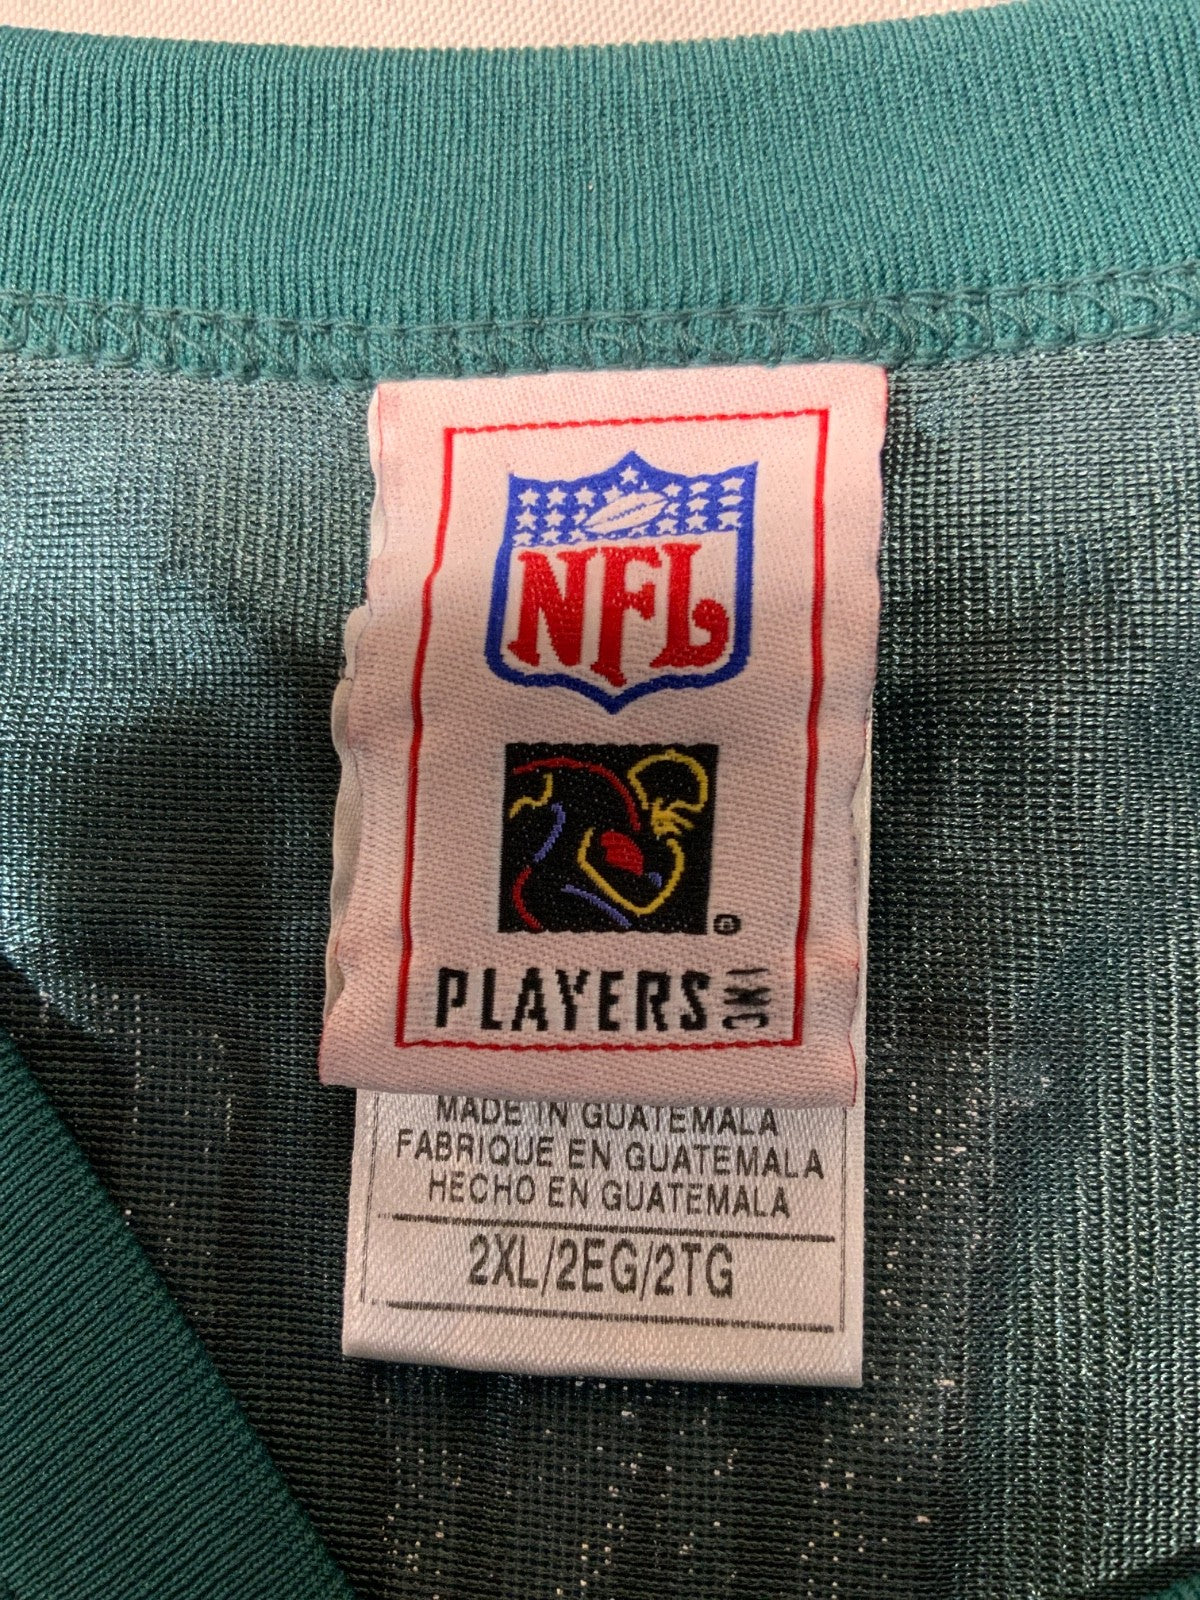 NFL
PLAYERS INC
MADE IN GUATEMALA
FABRIQUE EN GUATEMALA
HECHO EN GUATEMALA
2XL/2EG/2TG